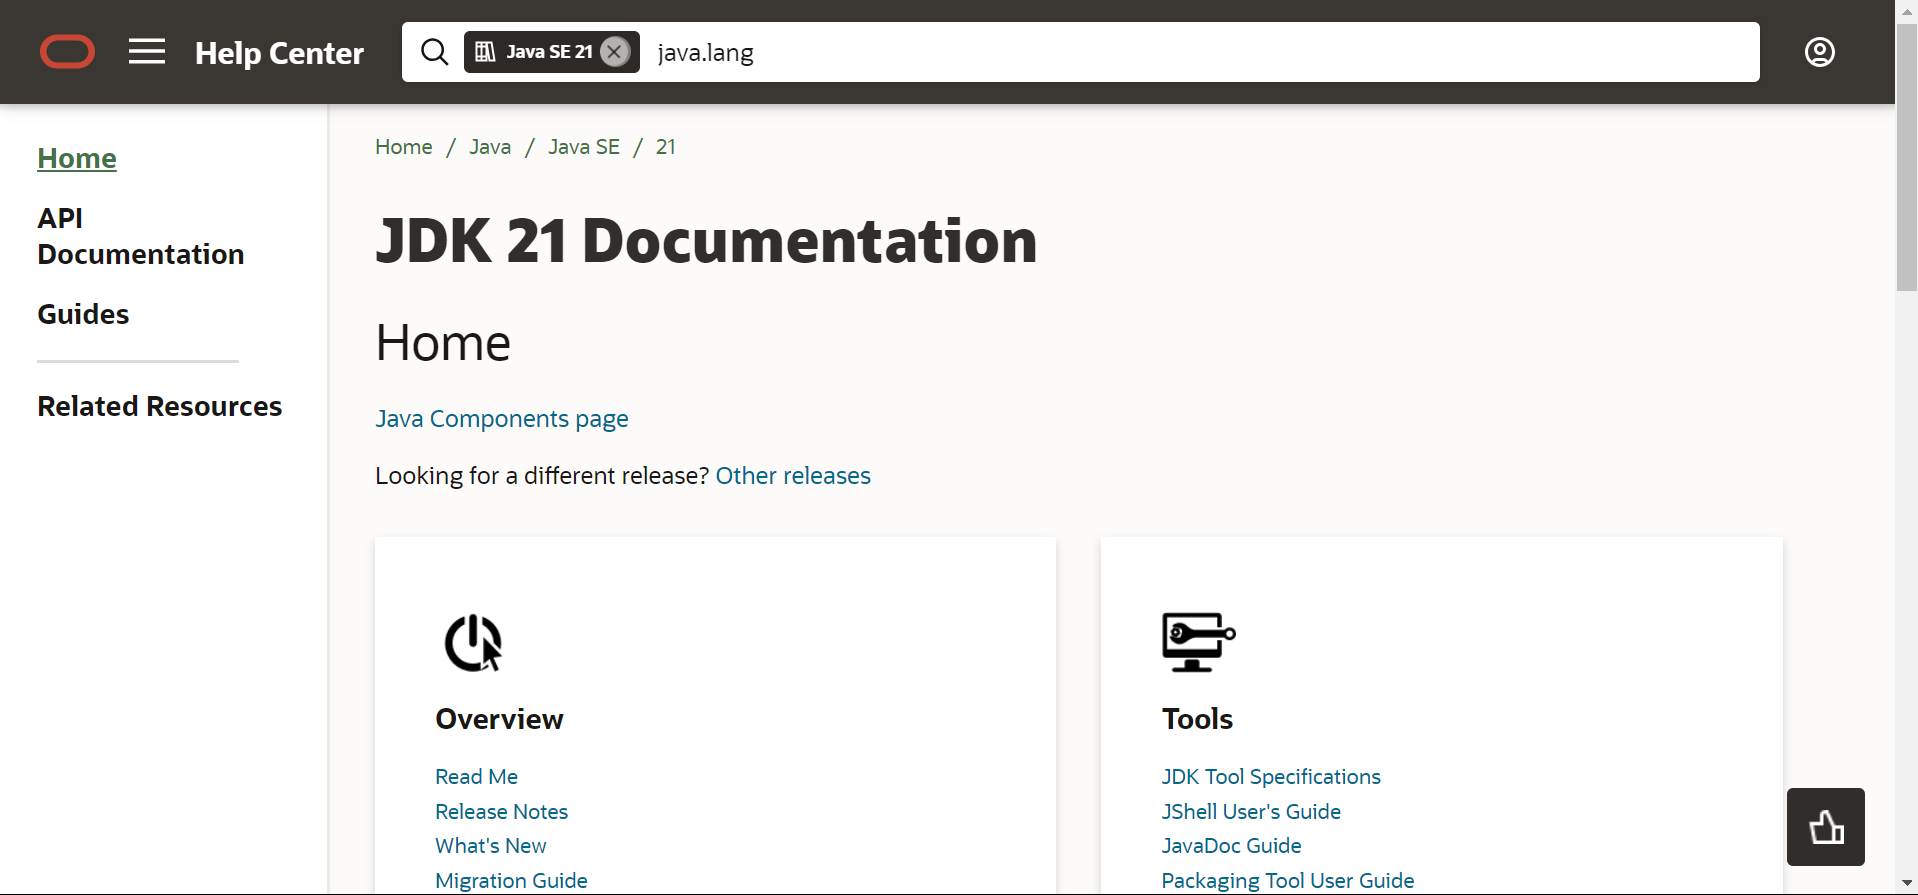 Help Center
Java SE 21
java.lang
Home
API
Documentation
Guides
Related Resources
Home / Java / Java SE / 21
JDK 21 Documentation
Home
Java Components page
Looking for a different release? Other releases
Overview
Read Me
Release Notes
What's New
Migration Guide
Tools
JDK Tool Specifications
JShell User's Guide
JavaDoc Guide
Packaging Tool User Guide